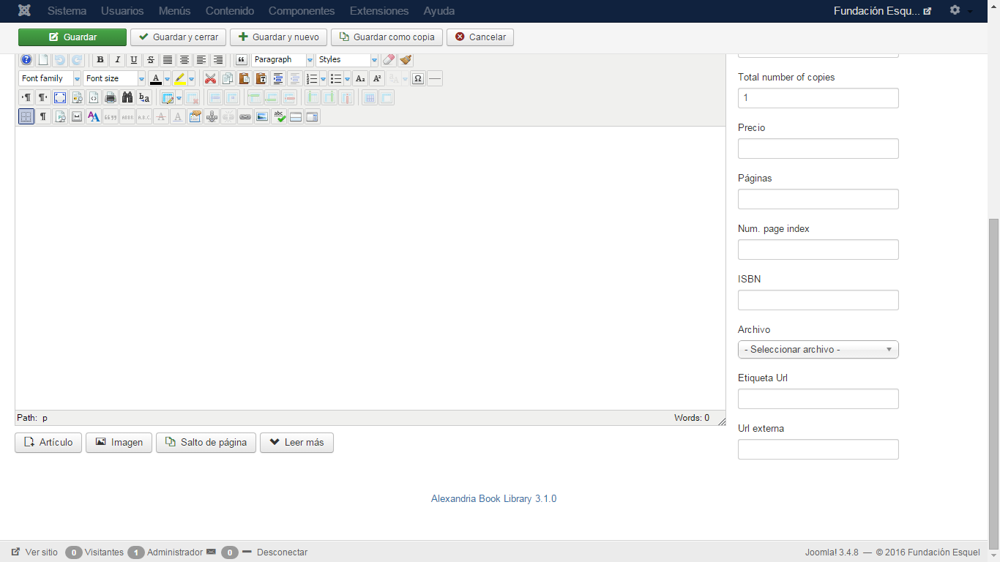 Sistema Usuarios Menús Contenido Componentes Extensiones Ayuda Fundación Esqu...
Guardar Guardar y cerrar Guardar y nuevo Guardar como copia Cancelar
B I U S Paragraph Styles
Font family Font size A A₂ A² Ω
Path: p Words: 0
Artículo Imagen Salto de página Leer más
Total number of copies
1
Precio
Páginas
Num. page index
ISBN
Archivo
- Seleccionar archivo -
Etiqueta Url
Url externa
Alexandria Book Library 3.1.0
Ver sitio 0 Visitantes 1 Administrador 0 Desconectar Joomla! 3.4.8 — © 2016 Fundación Esquel